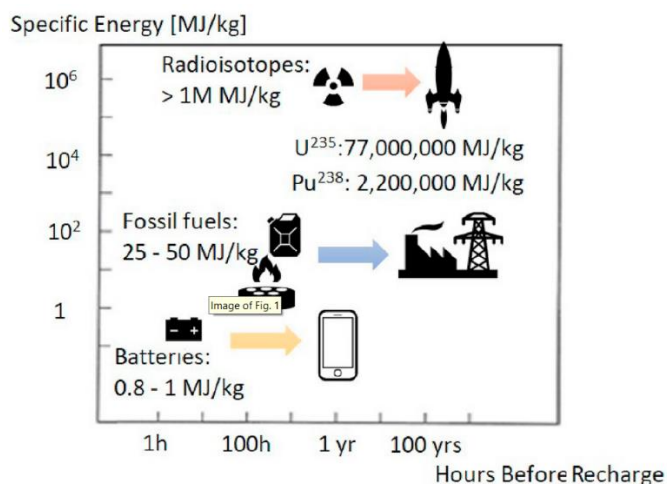 Specific Energy [MJ/kg]
10⁶
10⁴
10²
1
Radioisotopes:
> 1M MJ/kg
U²³⁵:77,000,000 MJ/kg
Pu²³⁸: 2,200,000 MJ/kg
Fossil fuels:
25 - 50 MJ/kg
Image of Fig. 1
- +
Batteries:
0.8 - 1 MJ/kg
1h 100h 1 yr 100 yrs
Hours Before Recharge